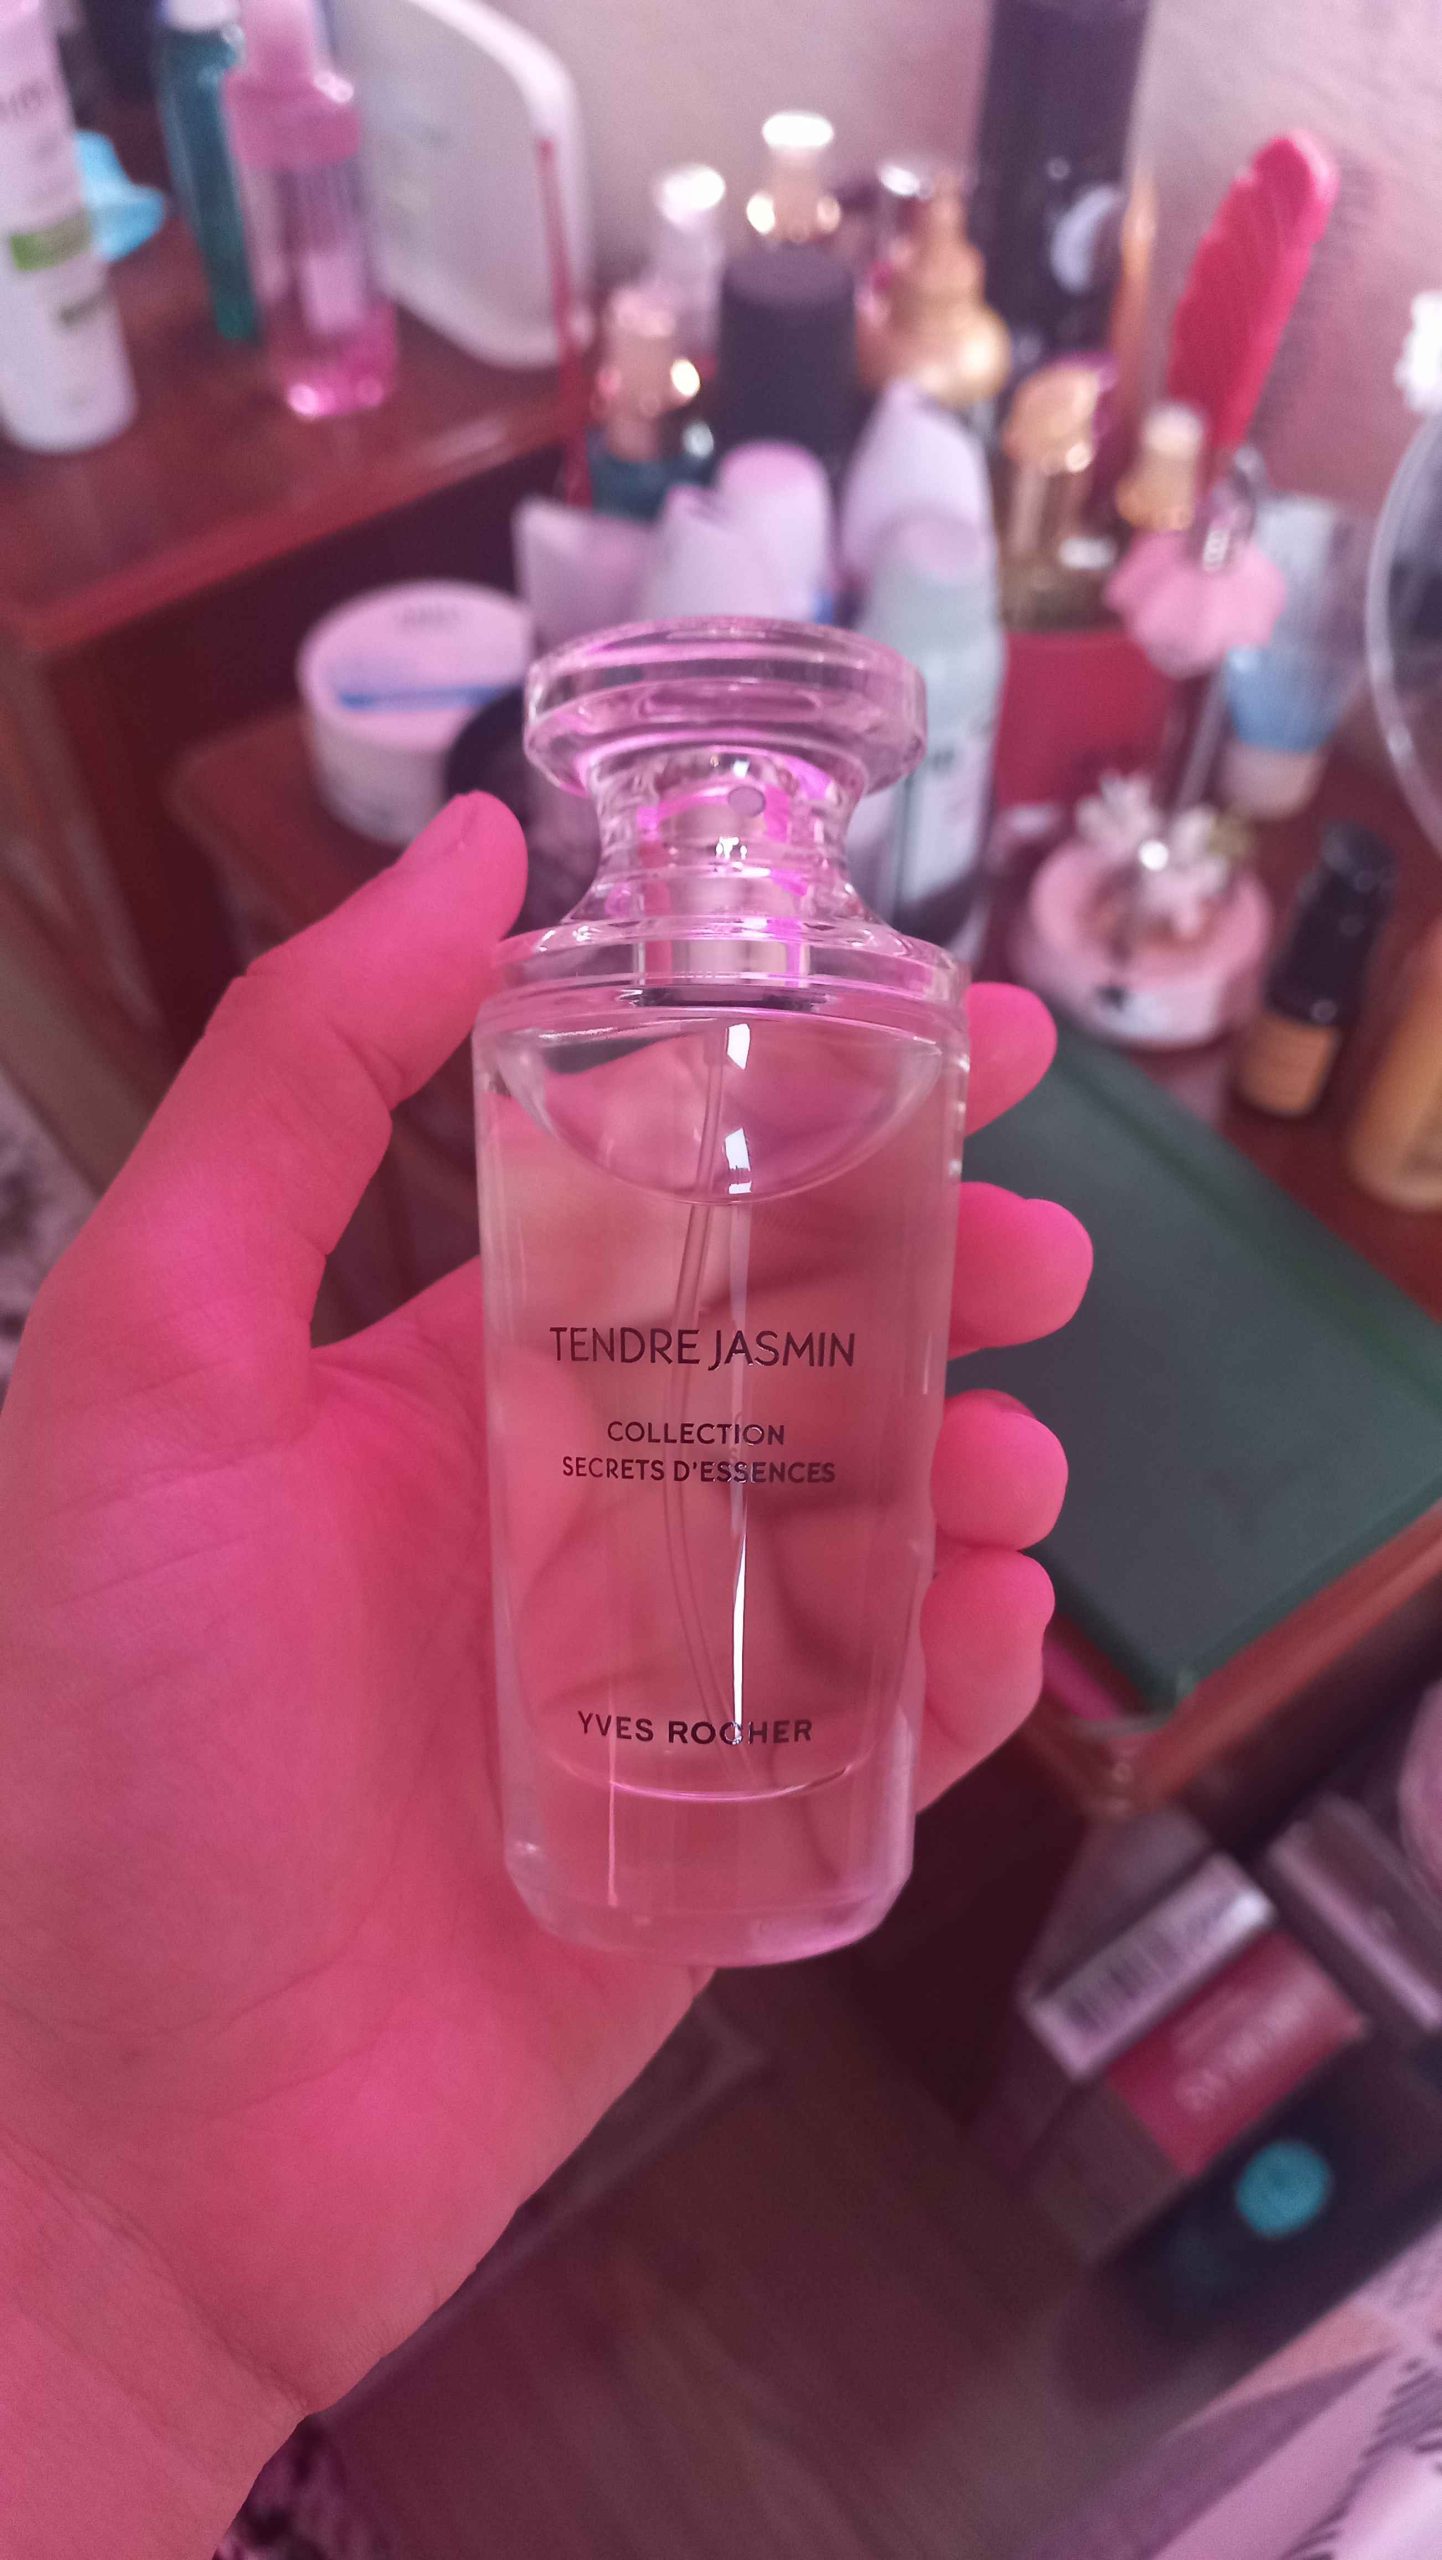 TENDRE JASMIN
COLLECTION
SECRETS D'ESSENCES
YVES ROCHER